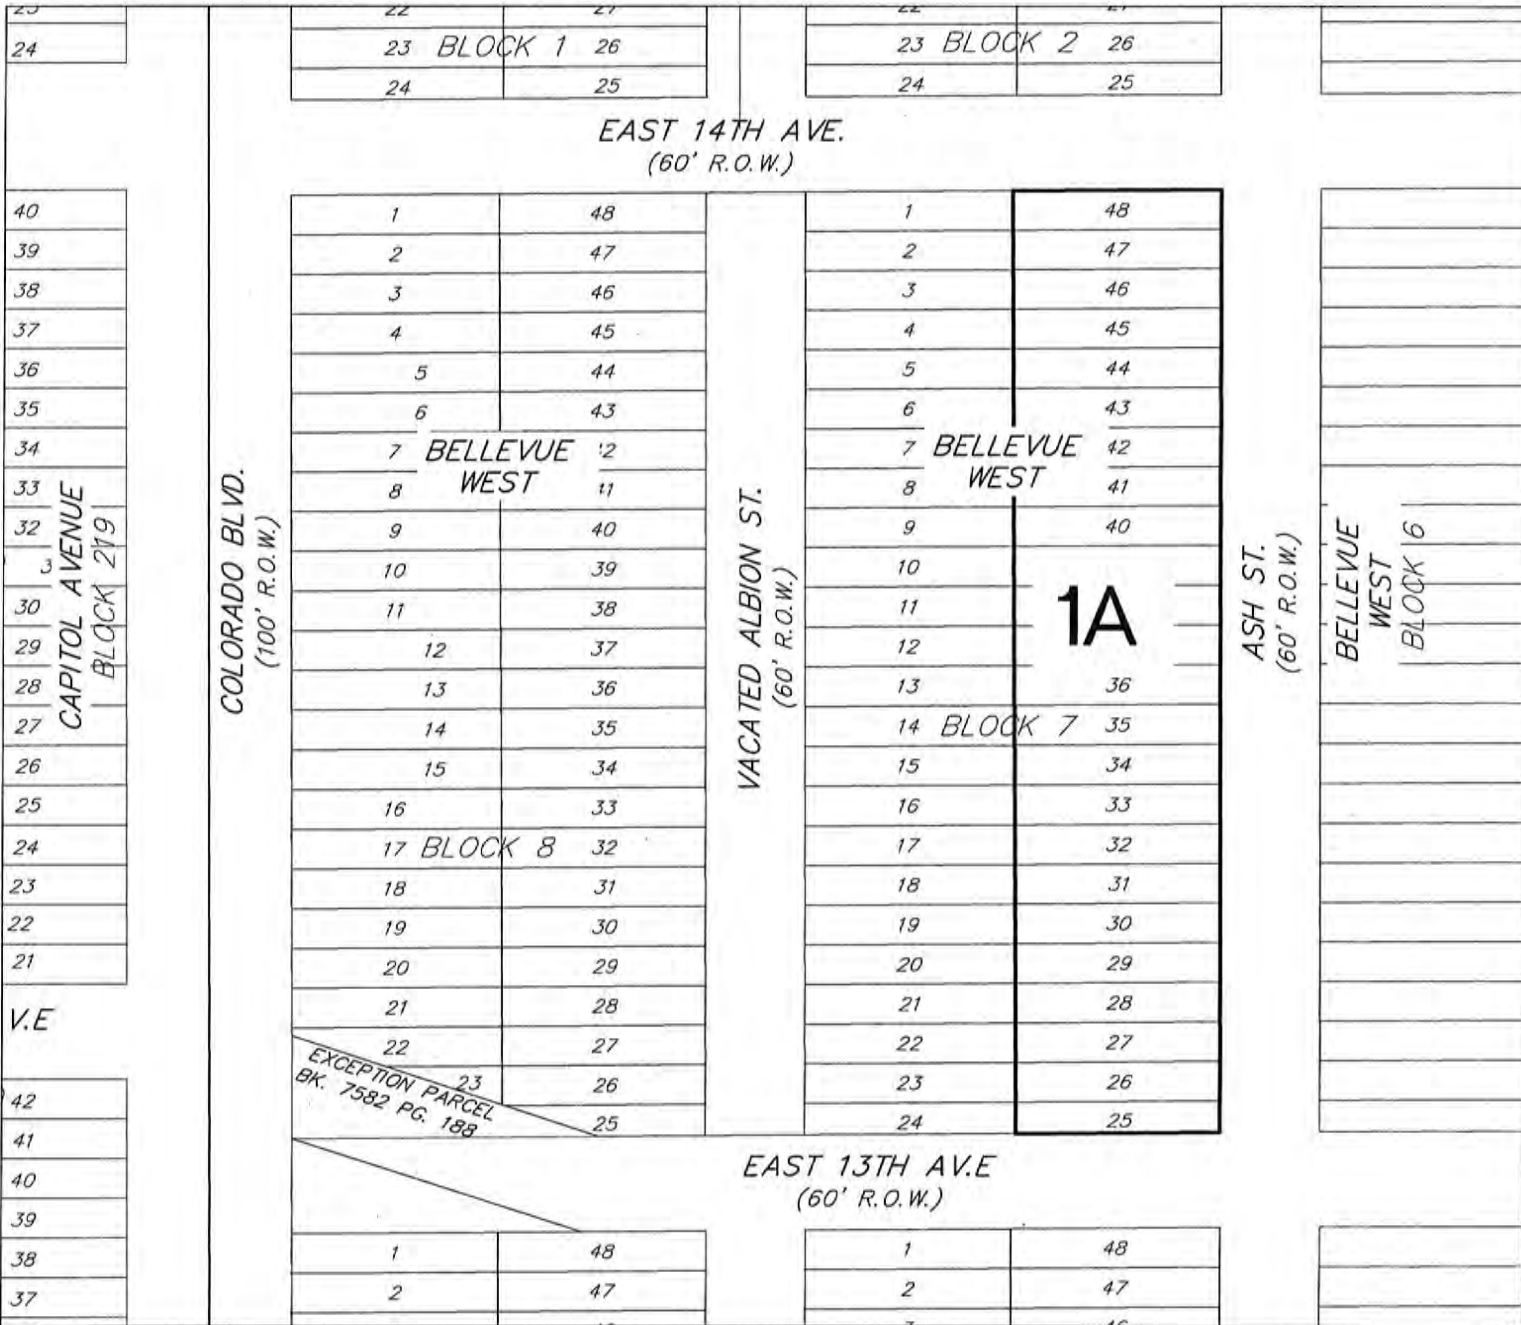 24
23 BLOCK 1 26
24 25
23 BLOCK 2 26
24 25
EAST 14TH AVE.
(60' R.O.W.)
40
39
38
37
36
35
34
33
32
30
29
28
27
26
25
24
23
22
21
CAPITOL AVENUE
BLOCK 219
V.E
42
41
40
39
38
37
COLORADO BLVD.
(100' R.O.W.)
1 48
2 47
3 46
4 45
5 44
6 43
7 BELLEVUE
8 WEST
9 40
10 39
11 38
12 37
13 36
14 35
15 34
16 33
17 BLOCK 8 32
18 31
19 30
20 29
21 28
22 27
23 26
25
EXCEPTION PARCEL
BK. 7582 PG. 188
VACATED ALBION ST.
(60' R.O.W.)
1 48
2 47
3 46
4 45
5 44
6 43
7 BELLEVUE 42
8 WEST 41
9 40
10
11 1A
12
13 36
14 BLOCK 7 35
15 34
16 33
17 32
18 31
19 30
20 29
21 28
22 27
23 26
24 25
ASH ST.
(60' R.O.W.)
BELLEVUE
WEST
BLOCK 6
EAST 13TH AV.E
(60' R.O.W.)
1 48
2 47
1 48
2 47